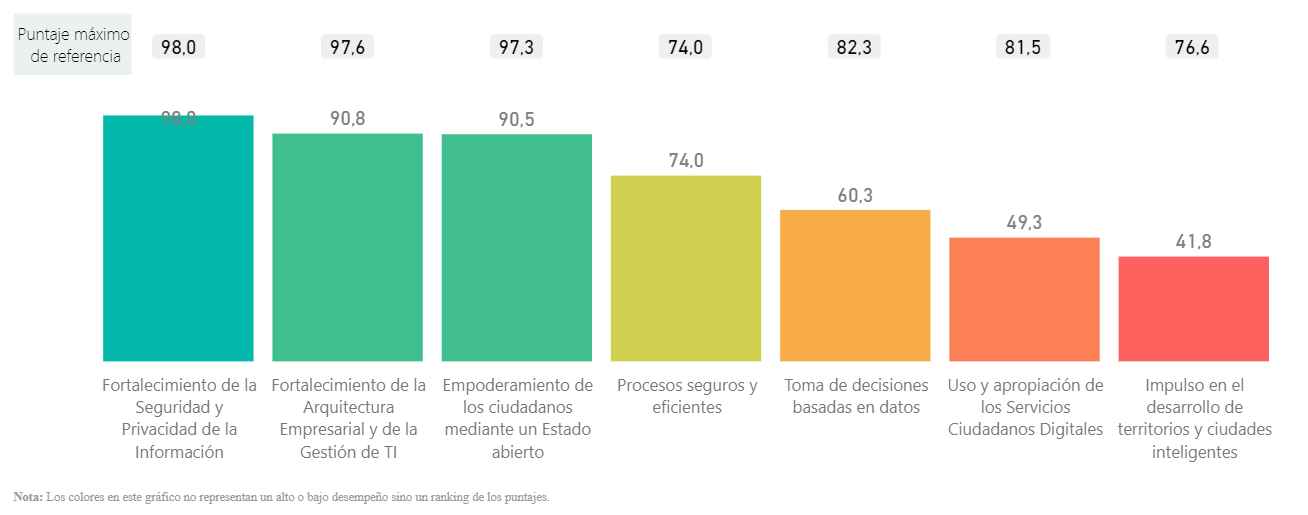 Puntaje máximo
de referencia
98,0
97,6
97,3
74,0
82,3
81,5
76,6
98,0
90,8
90,5
74,0
60,3
49,3
41,8
Fortalecimiento de la
Seguridad y
Privacidad de la
Información
Fortalecimiento de la
Arquitectura
Empresarial y de la
Gestión de TI
Empoderamiento de
los ciudadanos
mediante un Estado
abierto
Procesos seguros y
eficientes
Toma de decisiones
basadas en datos
Uso y apropiación de
los Servicios
Ciudadanos Digitales
Impulso en el
desarrollo de
territorios y ciudades
inteligentes
Nota: Los colores en este gráfico no representan un alto o bajo desempeño sino un ranking de los puntajes.